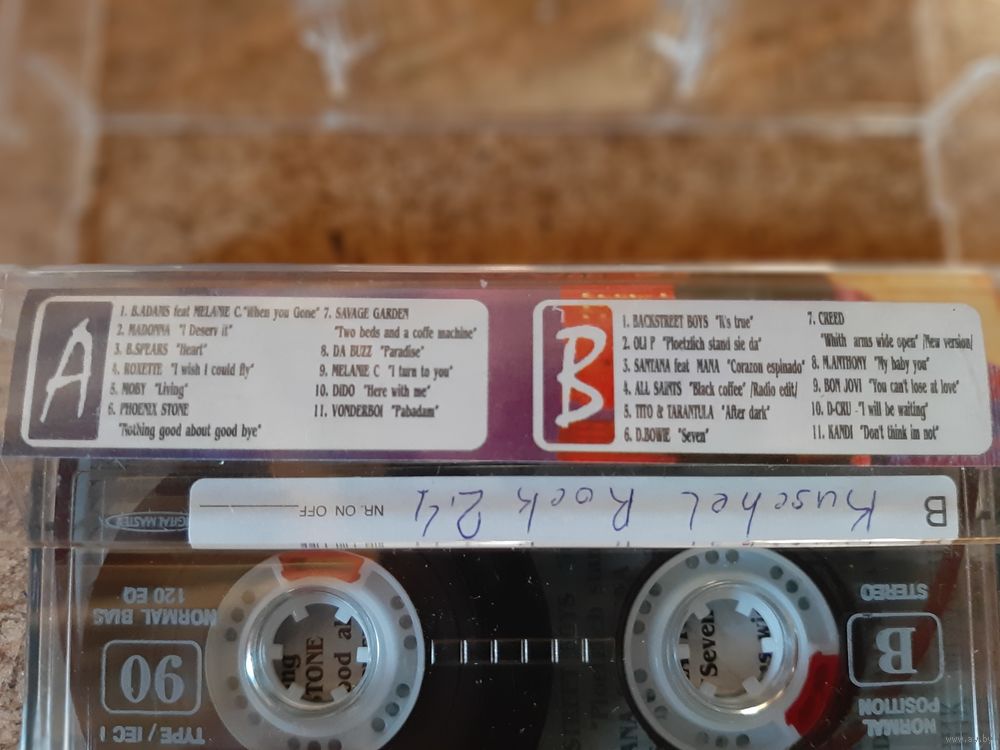 A
1. B.ADAMS feat MELANIE C. "When you Gone"
2. MADONNA "I Deserv it"
3. B.SPEARS "Heart"
4. ROXETTE "I wish I could fly"
5. MOBY "Living"
6. PHOENIX STONE
"NotNing good about good bye"
7. SAVAGE GARDEN
"Two beds and a coffe machine"
8. DA BUZZ "Paradise"
9. MELANIE C "I turn to you"
10. DIDO "Here with me"
11. VONDERBOI "Pabadam"
B
1. BACKSTREET BOYS "It's true"
2. OLI P "Ploetzlich stand sie da"
3. SANTANA feat MANA "Corazon espinado"
4. ALL SAINTS "Black coffee" /Radio edit/
5. TITO & TARANTULA "After dark"
6. D.BOWIE "Seven"
7. CREED
"Whith arms wide open" /New version/
8. M.ANTHONY "Ny baby you"
9. BON JOVI "You can't lose at love"
10. D-CRU -"I will be waiting"
11. KANDI "Don't think im not"
B
Kuschel Rock 24
NR. ON OFF
DIGITAL MASTER
NORMAL BIAS
120 EQ
90
TYPE / IEC I
STEREO
B
NORMAL
POSITION
STONE
ood
Seven